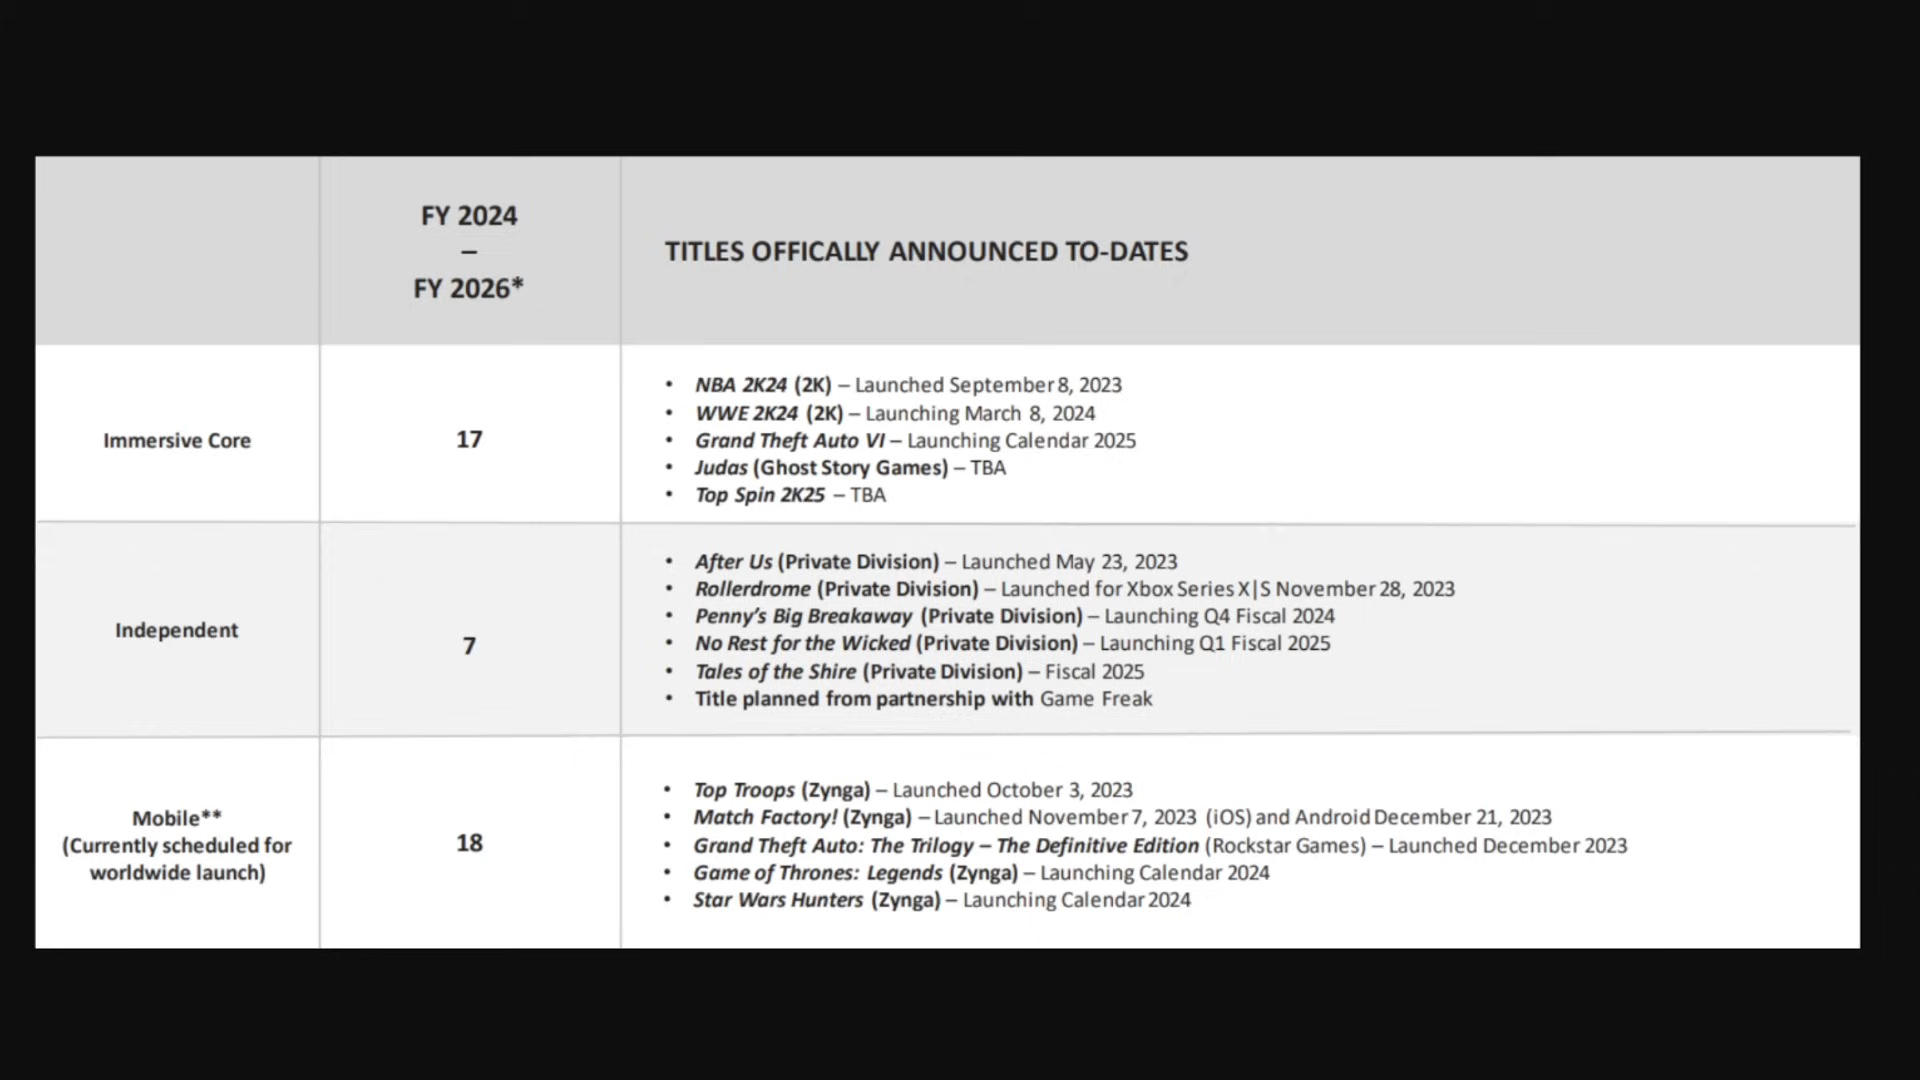 FY 2024
–
FY 2026*
TITLES OFFICALLY ANNOUNCED TO-DATES
Immersive Core
17
• NBA 2K24 (2K) – Launched September 8, 2023
• WWE 2K24 (2K) – Launching March 8, 2024
• Grand Theft Auto VI – Launching Calendar 2025
• Judas (Ghost Story Games) – TBA
• Top Spin 2K25 – TBA
Independent
7
• After Us (Private Division) – Launched May 23, 2023
• Rollerdrome (Private Division) – Launched for Xbox Series X|S November 28, 2023
• Penny's Big Breakaway (Private Division) – Launching Q4 Fiscal 2024
• No Rest for the Wicked (Private Division) – Launching Q1 Fiscal 2025
• Tales of the Shire (Private Division) – Fiscal 2025
• Title planned from partnership with Game Freak
Mobile**
(Currently scheduled for
worldwide launch)
18
• Top Troops (Zynga) – Launched October 3, 2023
• Match Factory! (Zynga) – Launched November 7, 2023 (iOS) and Android December 21, 2023
• Grand Theft Auto: The Trilogy – The Definitive Edition (Rockstar Games) – Launched December 2023
• Game of Thrones: Legends (Zynga) – Launching Calendar 2024
• Star Wars Hunters (Zynga) – Launching Calendar 2024